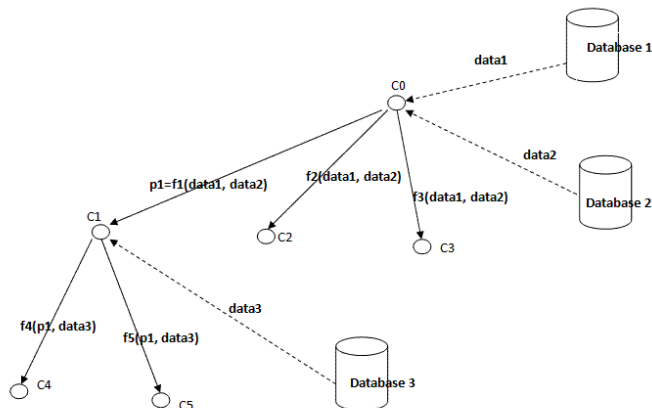 Database 1
data1
C0
data2
p1=f1(data1, data2)
f2(data1, data2)
f3(data1, data2)
Database 2
C1
C2
C3
data3
f4(p1, data3)
f5(p1, data3)
Database 3
C4
C5